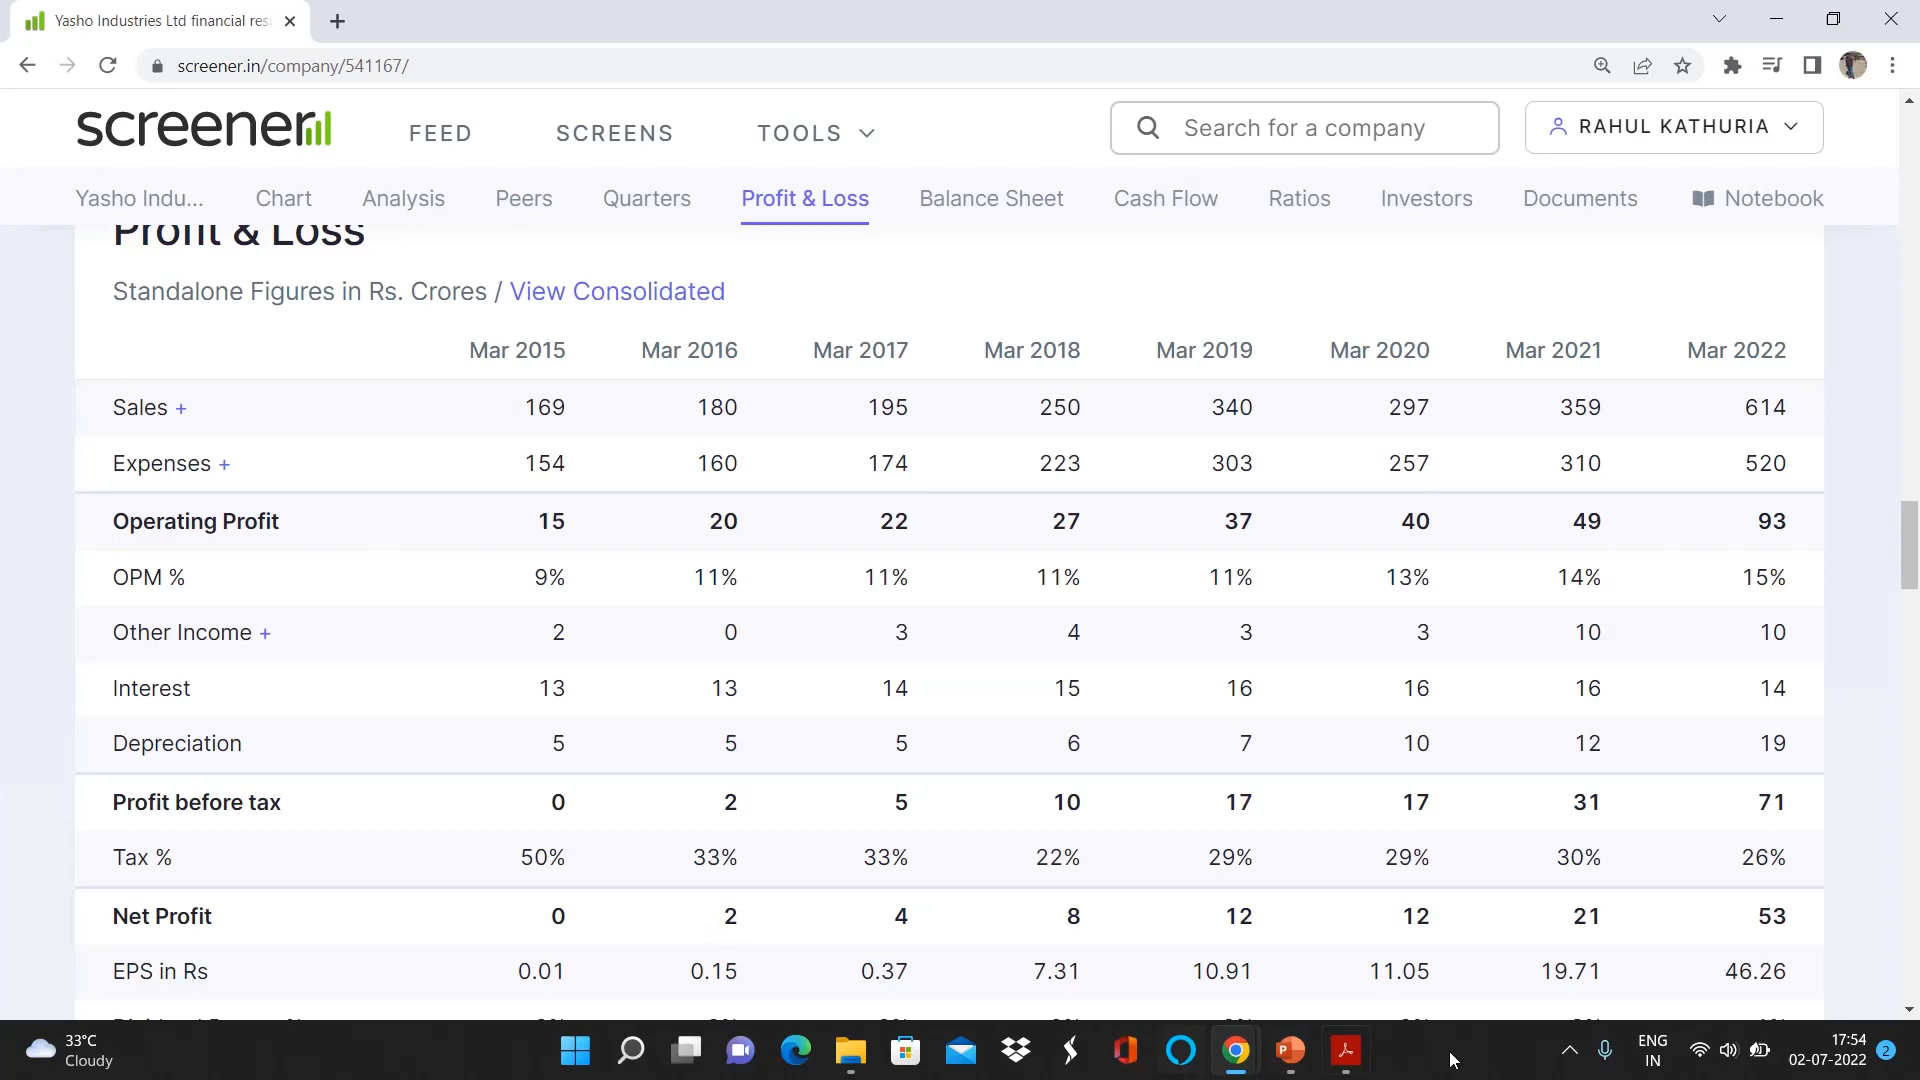 Yasho Industries Ltd financial res
screener.in/company/541167/
screener
FEED SCREENS TOOLS
Search for a company
RAHUL KATHURIA
Yasho Indu... Chart Analysis Peers Quarters Profit & Loss Balance Sheet Cash Flow Ratios Investors Documents Notebook
Profit & Loss
Standalone Figures in Rs. Crores / View Consolidated
Mar 2015 Mar 2016 Mar 2017 Mar 2018 Mar 2019 Mar 2020 Mar 2021 Mar 2022
Sales + 169 180 195 250 340 297 359 614
Expenses + 154 160 174 223 303 257 310 520
Operating Profit 15 20 22 27 37 40 49 93
OPM % 9% 11% 11% 11% 11% 13% 14% 15%
Other Income + 2 0 3 4 3 3 10 10
Interest 13 13 14 15 16 16 16 14
Depreciation 5 5 5 6 7 10 12 19
Profit before tax 0 2 5 10 17 17 31 71
Tax % 50% 33% 33% 22% 29% 29% 30% 26%
Net Profit 0 2 4 8 12 12 21 53
EPS in Rs 0.01 0.15 0.37 7.31 10.91 11.05 19.71 46.26
33°C
Cloudy
ENG
IN
17:54
02-07-2022
2